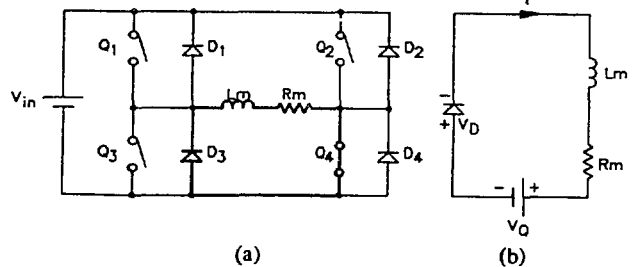 Q1
D1
Q2
D2
Vin
Lm
Rm
Q3
D3
Q4
D4
(a)
Lm
-
+
VD
Rm
-
+
VQ
(b)